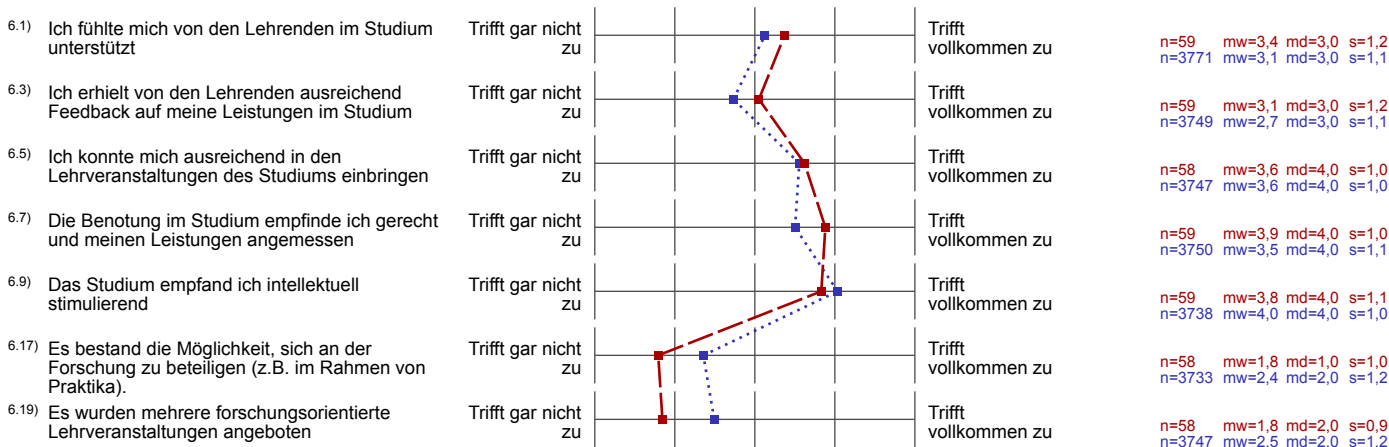 6.1) Ich fühlte mich von den Lehrenden im Studium
unterstützt
Trifft gar nicht
zu
Trifft
vollkommen zu
n=59 mw=3,4 md=3,0 s=1,2
n=3771 mw=3,1 md=3,0 s=1,1
6.3) Ich erhielt von den Lehrenden ausreichend
Feedback auf meine Leistungen im Studium
Trifft gar nicht
zu
Trifft
vollkommen zu
n=59 mw=3,1 md=3,0 s=1,2
n=3749 mw=2,7 md=3,0 s=1,1
6.5) Ich konnte mich ausreichend in den
Lehrveranstaltungen des Studiums einbringen
Trifft gar nicht
zu
Trifft
vollkommen zu
n=58 mw=3,6 md=4,0 s=1,0
n=3747 mw=3,6 md=4,0 s=1,0
6.7) Die Benotung im Studium empfinde ich gerecht
und meinen Leistungen angemessen
Trifft gar nicht
zu
Trifft
vollkommen zu
n=59 mw=3,9 md=4,0 s=1,0
n=3750 mw=3,5 md=4,0 s=1,1
6.9) Das Studium empfand ich intellektuell
stimulierend
Trifft gar nicht
zu
Trifft
vollkommen zu
n=59 mw=3,8 md=4,0 s=1,1
n=3738 mw=4,0 md=4,0 s=1,0
6.17) Es bestand die Möglichkeit, sich an der
Forschung zu beteiligen (z.B. im Rahmen von
Praktika).
Trifft gar nicht
zu
Trifft
vollkommen zu
n=58 mw=1,8 md=1,0 s=1,0
n=3733 mw=2,4 md=2,0 s=1,2
6.19) Es wurden mehrere forschungsorientierte
Lehrveranstaltungen angeboten
Trifft gar nicht
zu
Trifft
vollkommen zu
n=58 mw=1,8 md=2,0 s=0,9
n=3747 mw=2,5 md=2,0 s=1,2